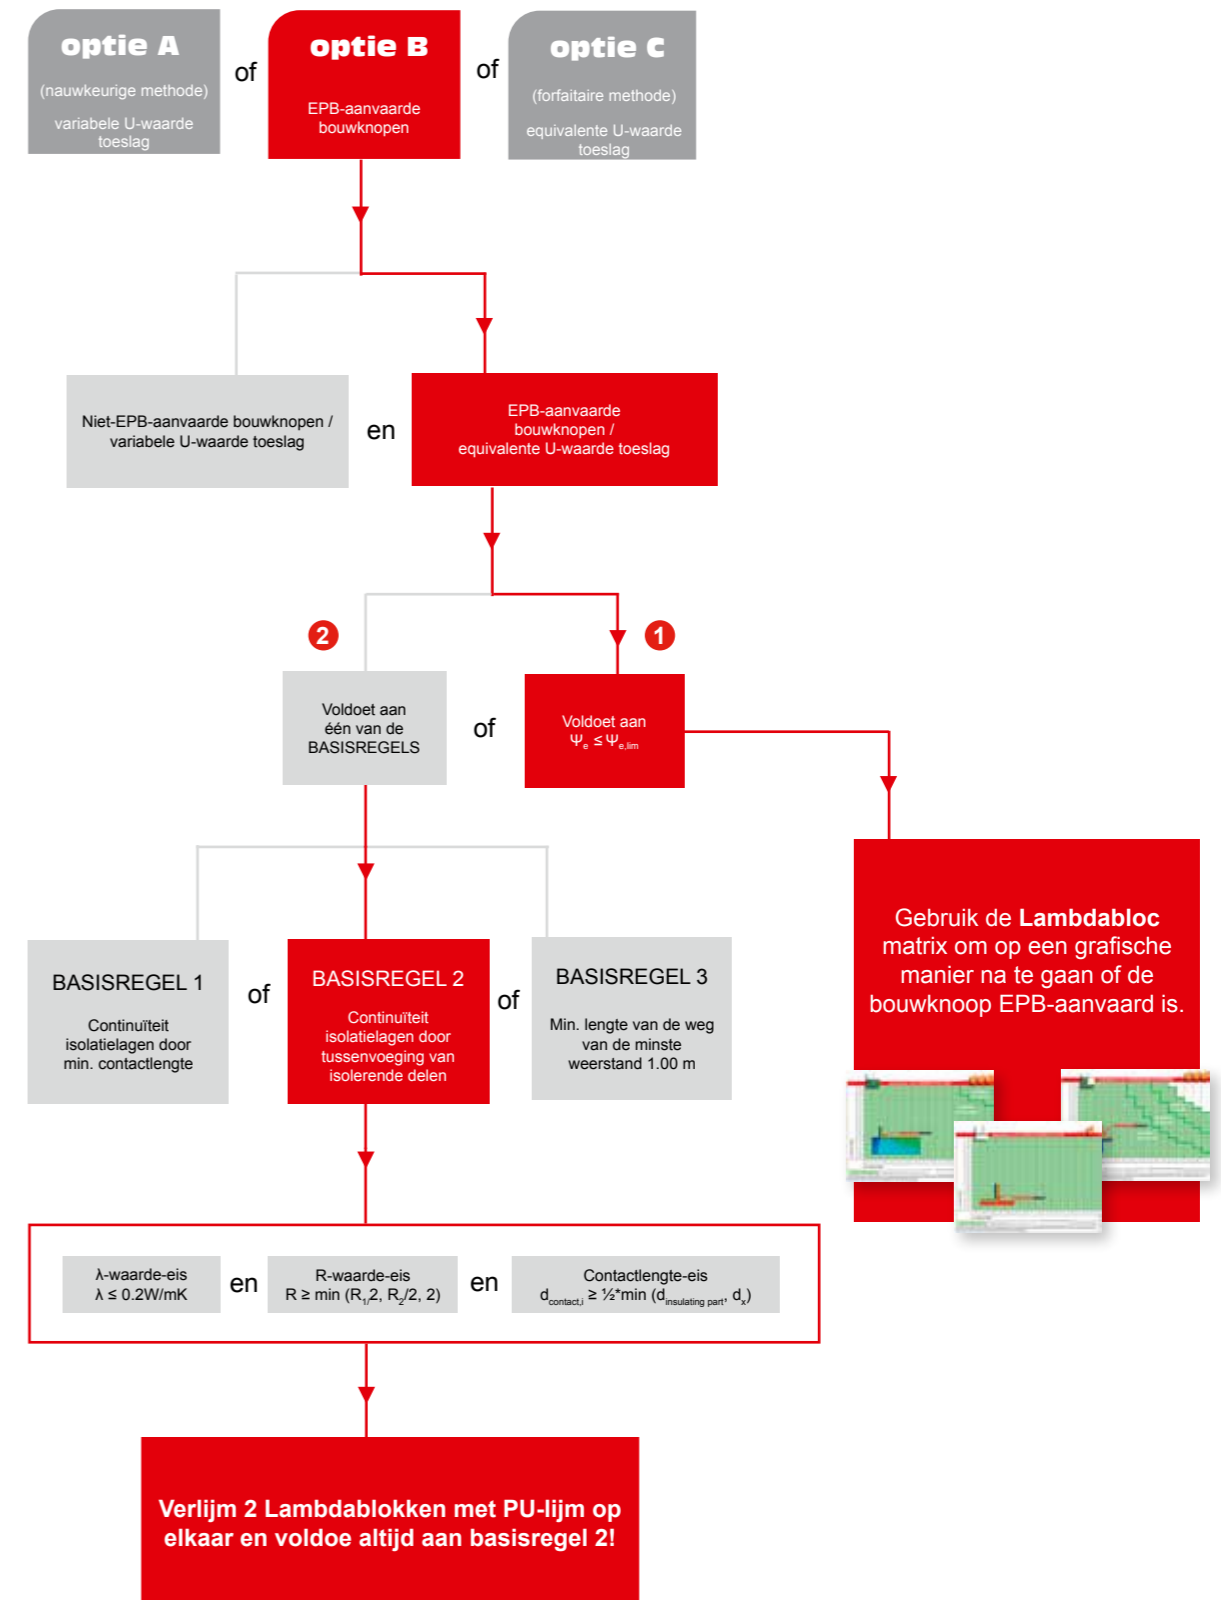 optie A
(nauwkeurige methode)
variabele U-waarde
toeslag
of
optie B
EPB-aanvaarde
bouwknopen
of
optie C
(forfaitaire methode)
equivalente U-waarde
toeslag
Niet-EPB-aanvaarde bouwknopen /
variabele U-waarde toeslag
en
EPB-aanvaarde
bouwknopen /
equivalente U-waarde toeslag
2
1
Voldoet aan
één van de
BASISREGELS
of
Voldoet aan
Ψe ≤ Ψe,lim
Gebruik de Lambdabloc
matrix om op een grafische
manier na te gaan of de
bouwknoop EPB-aanvaard is.
BASISREGEL 1
Continuïteit
isolatielagen door
min. contactlengte
of
BASISREGEL 2
Continuïteit
isolatielagen door
tussenvoeging van
isolerende delen
of
BASISREGEL 3
Min. lengte van de weg
van de minste
weerstand 1.00 m
λ-waarde-eis
λ ≤ 0.2W/mK
en
R-waarde-eis
R ≥ min (R1/2, R2/2, 2)
en
Contactlengte-eis
dcontact,i ≥ ½*min (dinsulating part, dx)
Verlijm 2 Lambdablokken met PU-lijm op
elkaar en voldoe altijd aan basisregel 2!